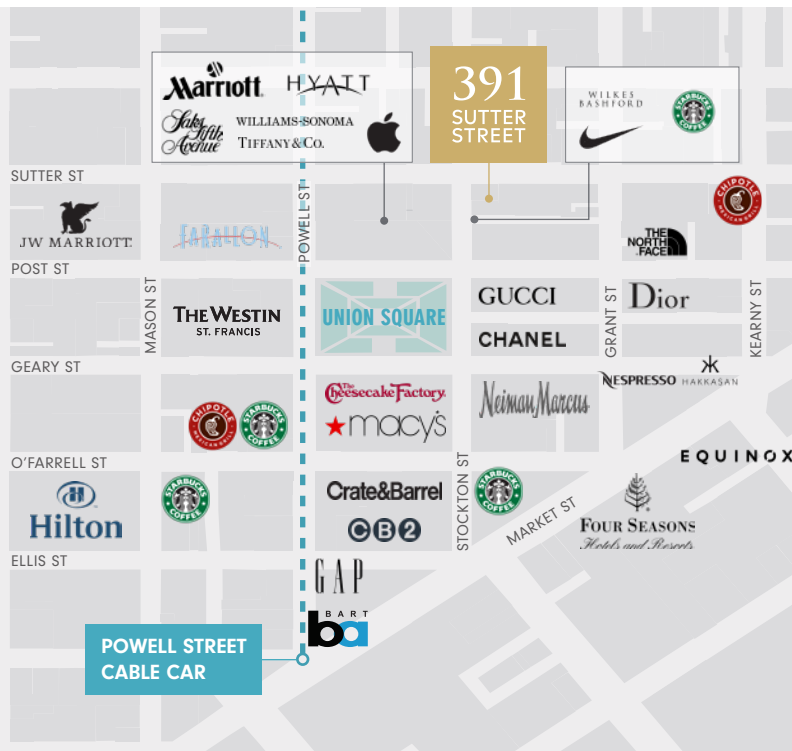 Marriott
HYATT
Saks
Fifth
Avenue
WILLIAMS-SONOMA
TIFFANY & CO.
391
SUTTER
STREET
WILKES
BASHFORD
STARBUCKS
COFFEE
SUTTER ST
CHIPOTLE
MEXICAN GRILL
JW MARRIOTT
FARALLON
POWELL ST
THE
NORTH
FACE
POST ST
MASON ST
THE WESTIN
ST. FRANCIS
UNION SQUARE
GUCCI
CHANEL
GRANT ST
Dior
KEARNY ST
GEARY ST
NESPRESSO
HAKKASAN
CHIPOTLE
MEXICAN GRILL
STARBUCKS
COFFEE
The
Cheesecake Factory
macy's
Neiman Marcus
O'FARRELL ST
EQUINOX
Hilton
STARBUCKS
COFFEE
Crate&Barrel
CB2
STOCKTON ST
STARBUCKS
COFFEE
MARKET ST
FOUR SEASONS
Hotels and Resorts
ELLIS ST
GAP
BART
ba
POWELL STREET
CABLE CAR